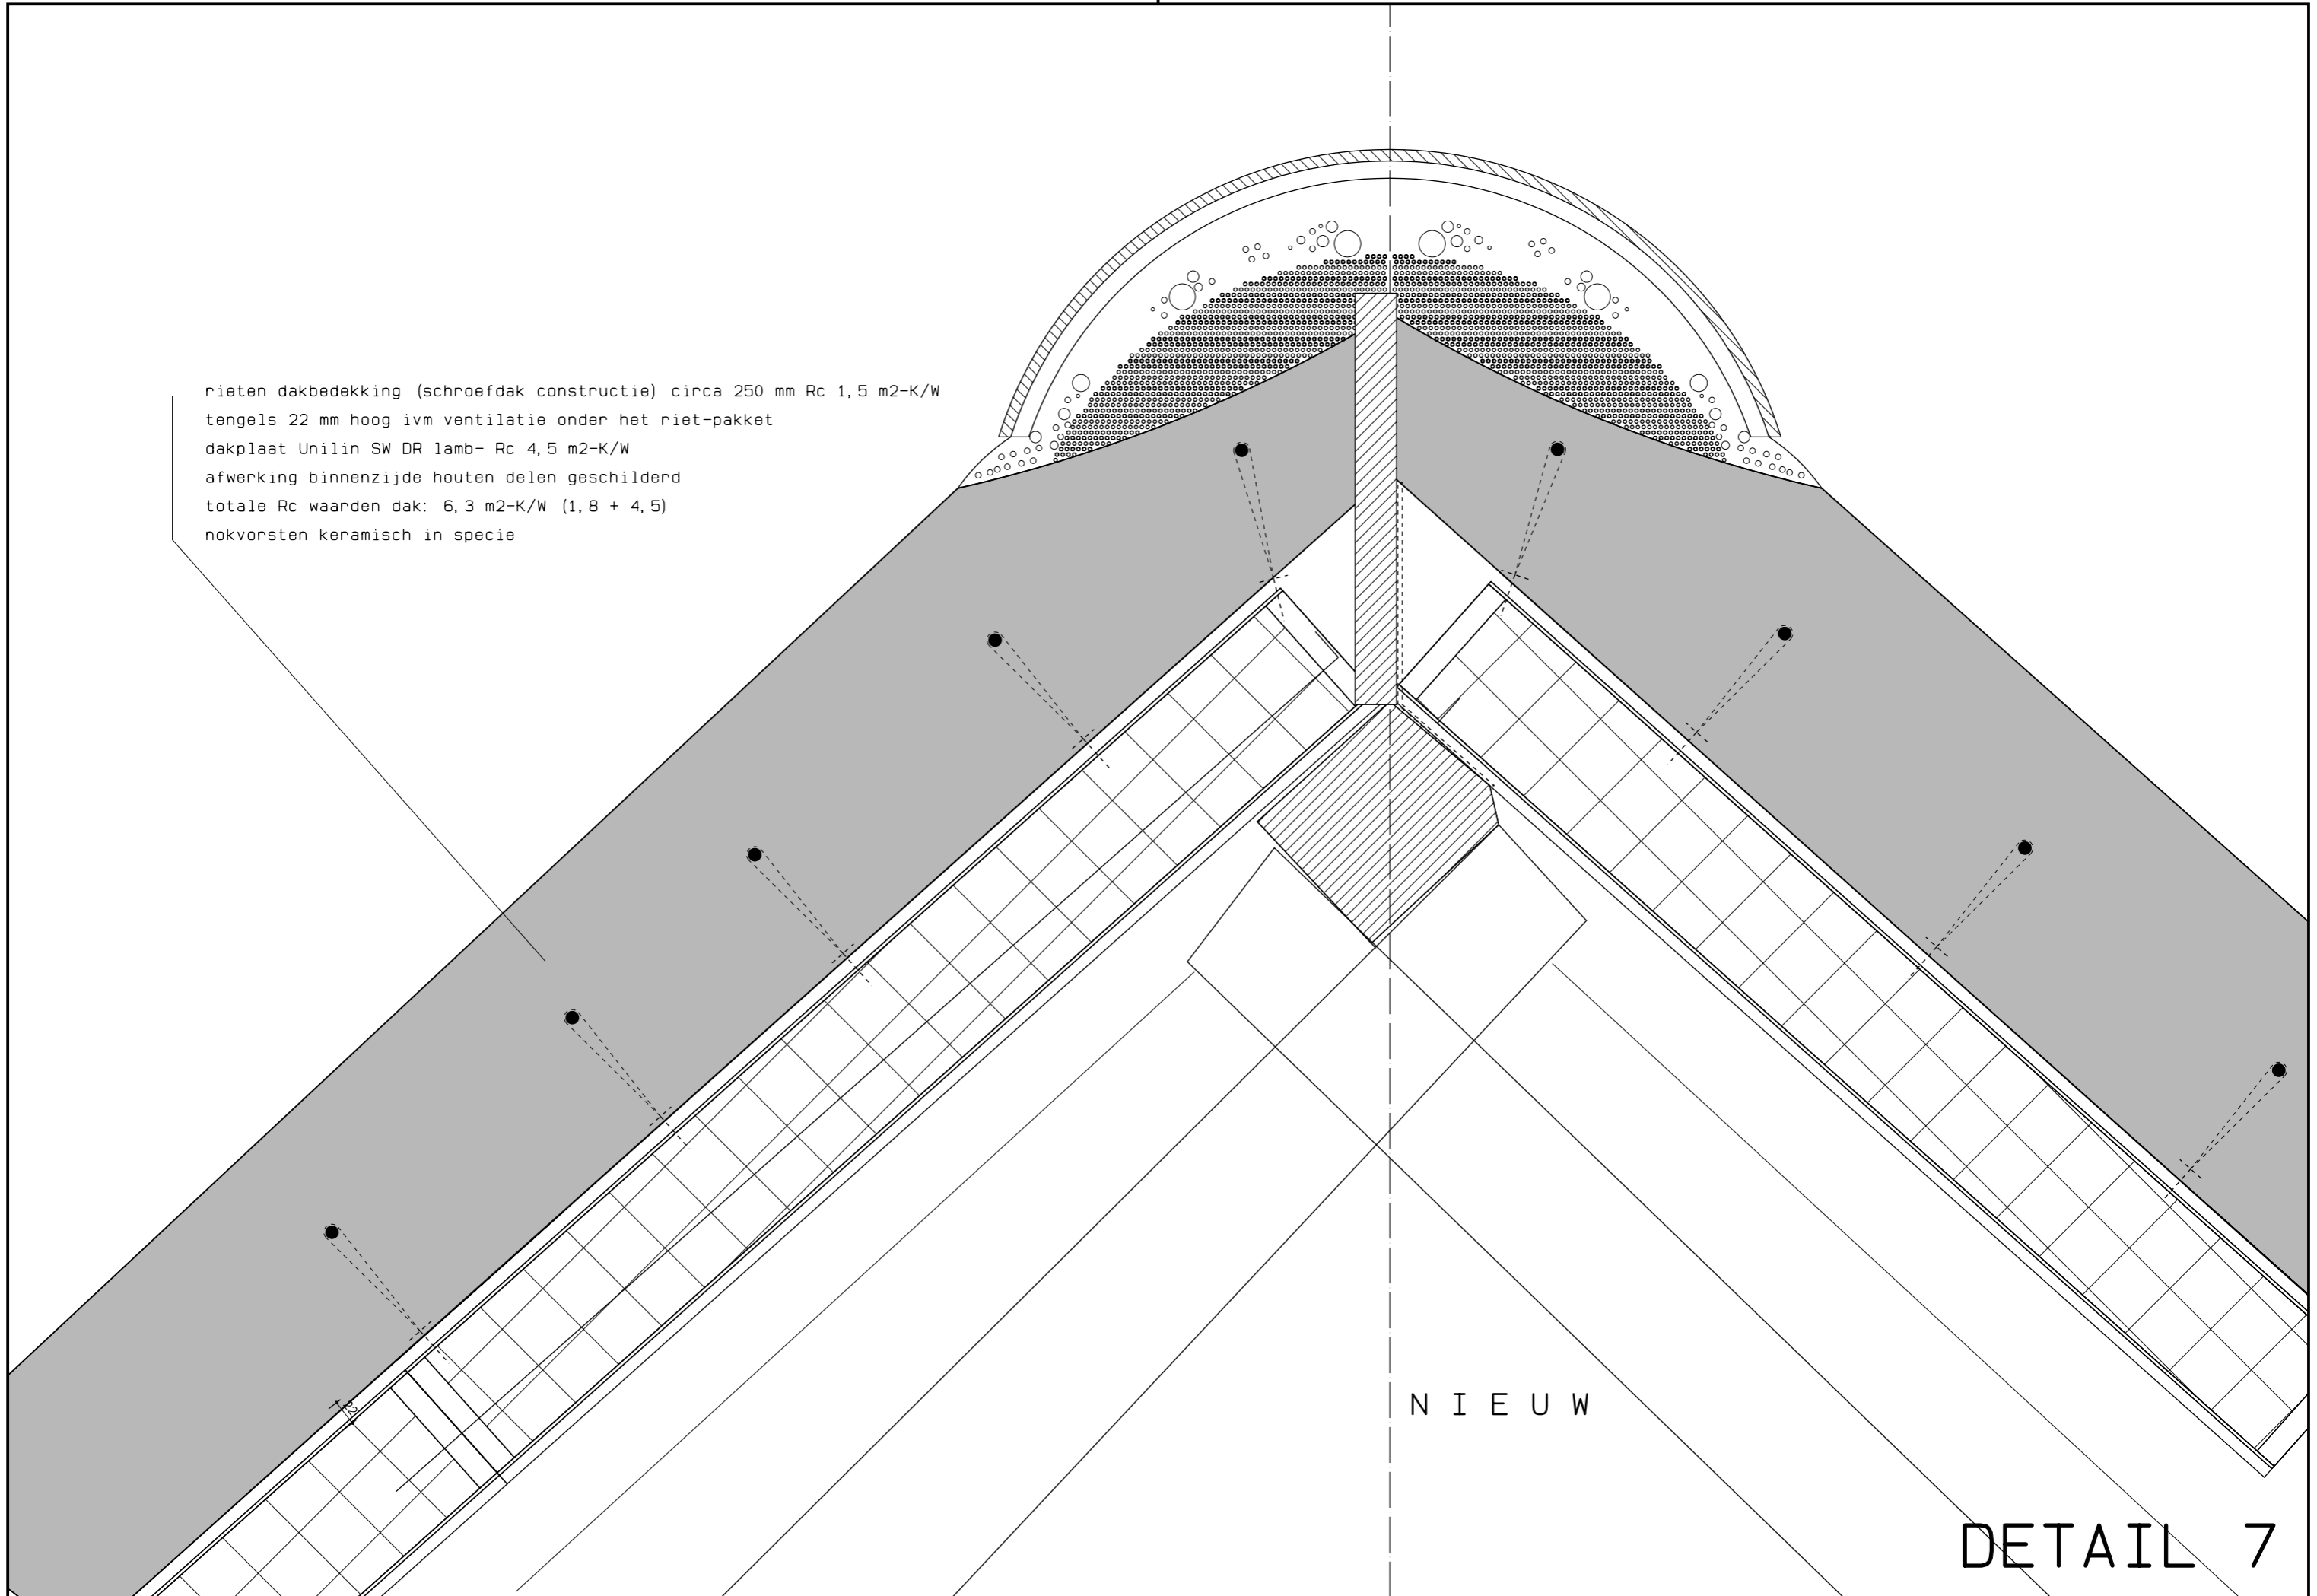 rieten dakbedekking (schroefdak constructie) circa 250 mm Rc 1,5 m2-K/W
tengels 22 mm hoog ivm ventilatie onder het riet-pakket
dakplaat Unilin SW DR lamb- Rc 4,5 m2-K/W
afwerking binnenzijde houten delen geschilderd
totale Rc waarden dak: 6,3 m2-K/W (1,8 + 4,5)
nokvorsten keramisch in specie
22
NIEUW
DETAIL 7